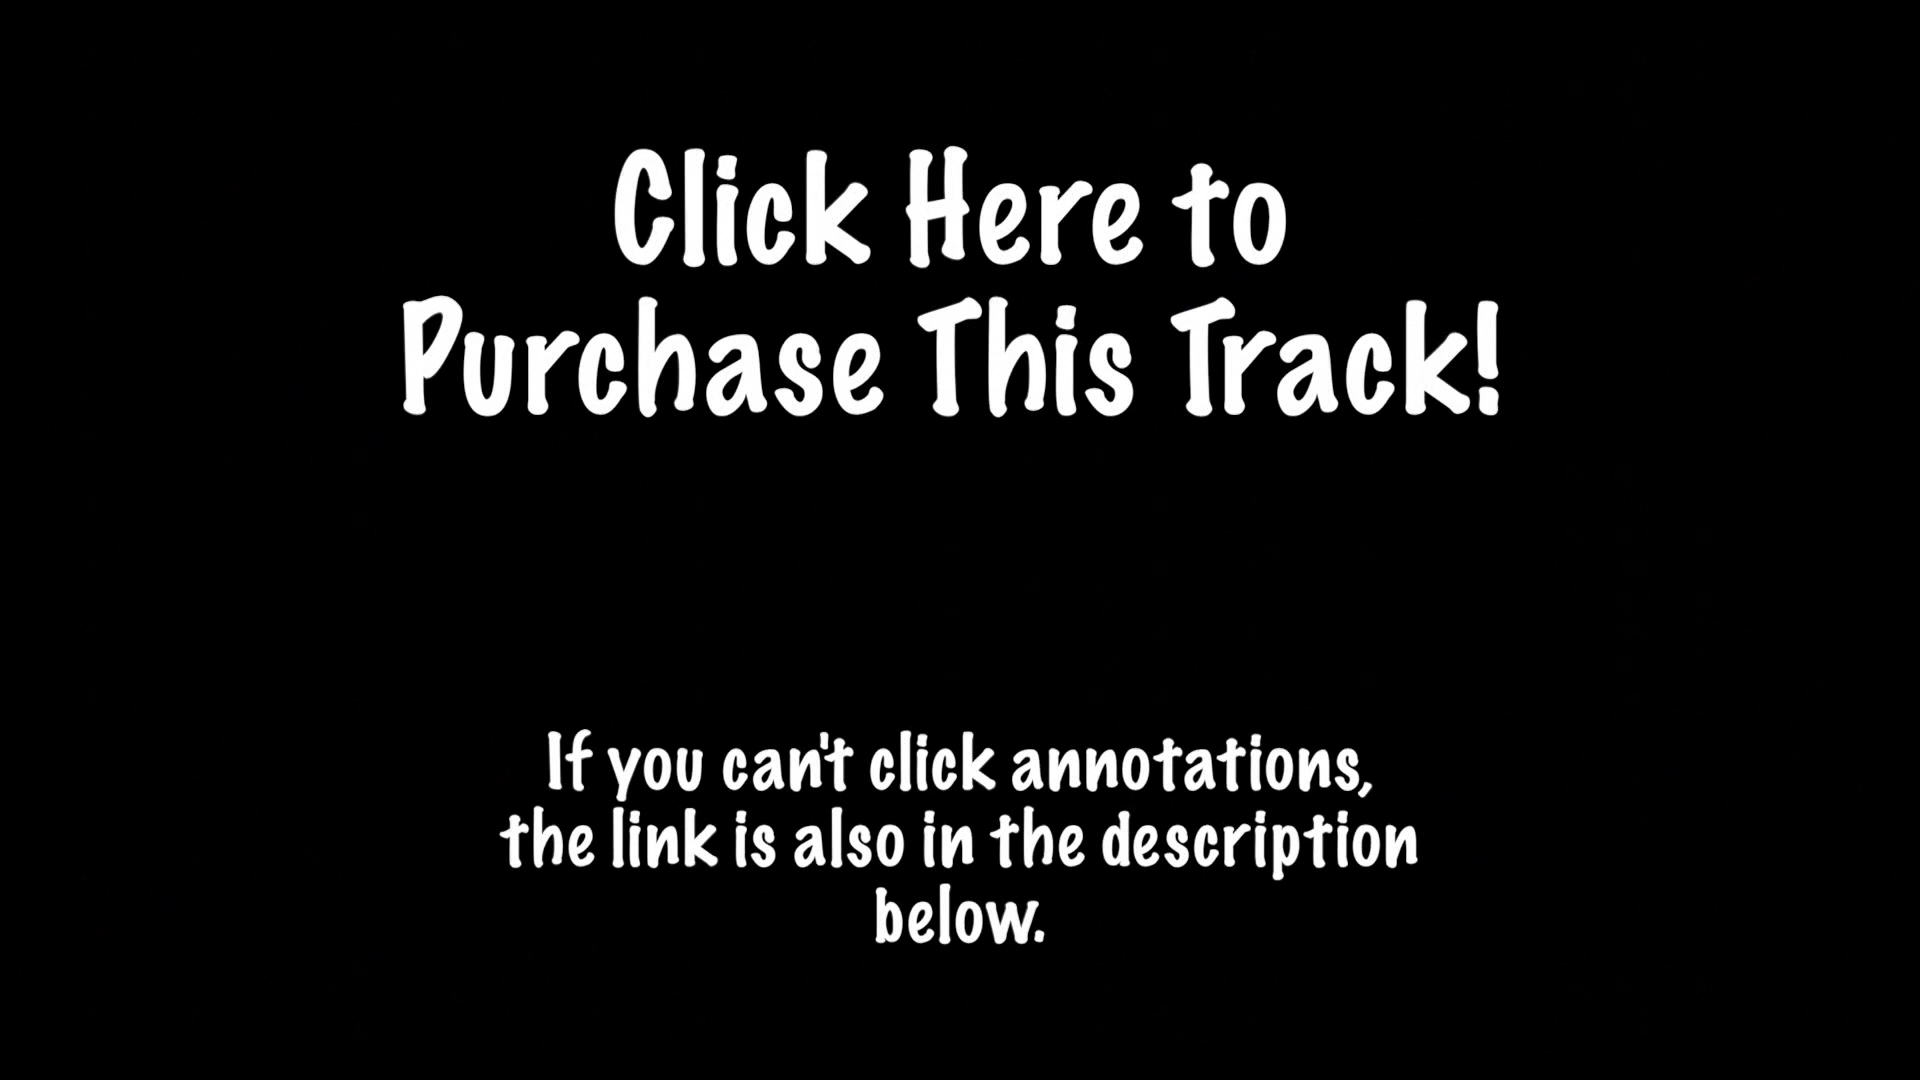 Click Here to
Purchase This Track!
If you can't click annotations,
the link is also in the description
below.